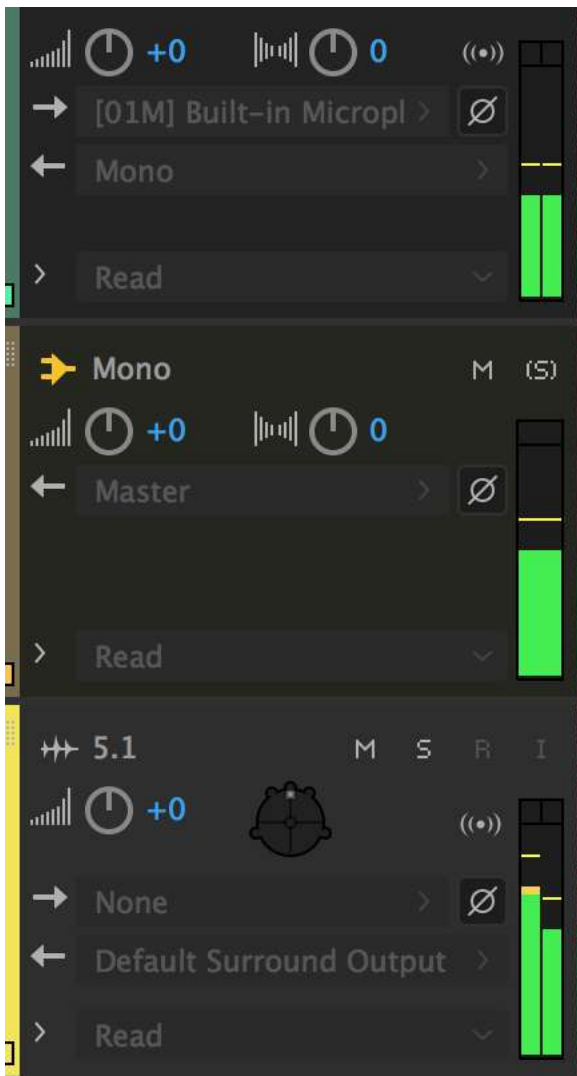 +0 0
[01M] Built-in Micropl
Mono
Read
Mono M (S)
+0 0
Master
Read
5.1 M S R I
+0
None
Default Surround Output
Read